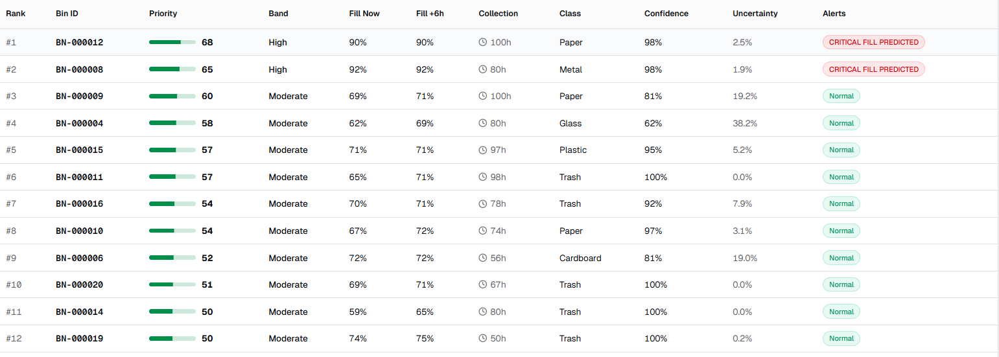 Rank Bin ID Priority Band Fill Now Fill +6h Collection Class Confidence Uncertainty Alerts
#1 BN-000012 68 High 90% 90% 100h Paper 98% 2.5% CRITICAL FILL PREDICTED
#2 BN-000008 65 High 92% 92% 80h Metal 98% 1.9% CRITICAL FILL PREDICTED
#3 BN-000009 60 Moderate 69% 71% 100h Paper 81% 19.2% Normal
#4 BN-000004 58 Moderate 62% 69% 80h Glass 62% 38.2% Normal
#5 BN-000015 57 Moderate 71% 71% 97h Plastic 95% 5.2% Normal
#6 BN-000011 57 Moderate 65% 71% 98h Trash 100% 0.0% Normal
#7 BN-000016 54 Moderate 70% 71% 78h Trash 92% 7.9% Normal
#8 BN-000010 54 Moderate 67% 72% 74h Paper 97% 3.1% Normal
#9 BN-000006 52 Moderate 72% 72% 56h Cardboard 81% 19.0% Normal
#10 BN-000020 51 Moderate 69% 71% 67h Trash 100% 0.0% Normal
#11 BN-000014 50 Moderate 59% 65% 80h Trash 100% 0.0% Normal
#12 BN-000019 50 Moderate 74% 75% 50h Trash 100% 0.2% Normal